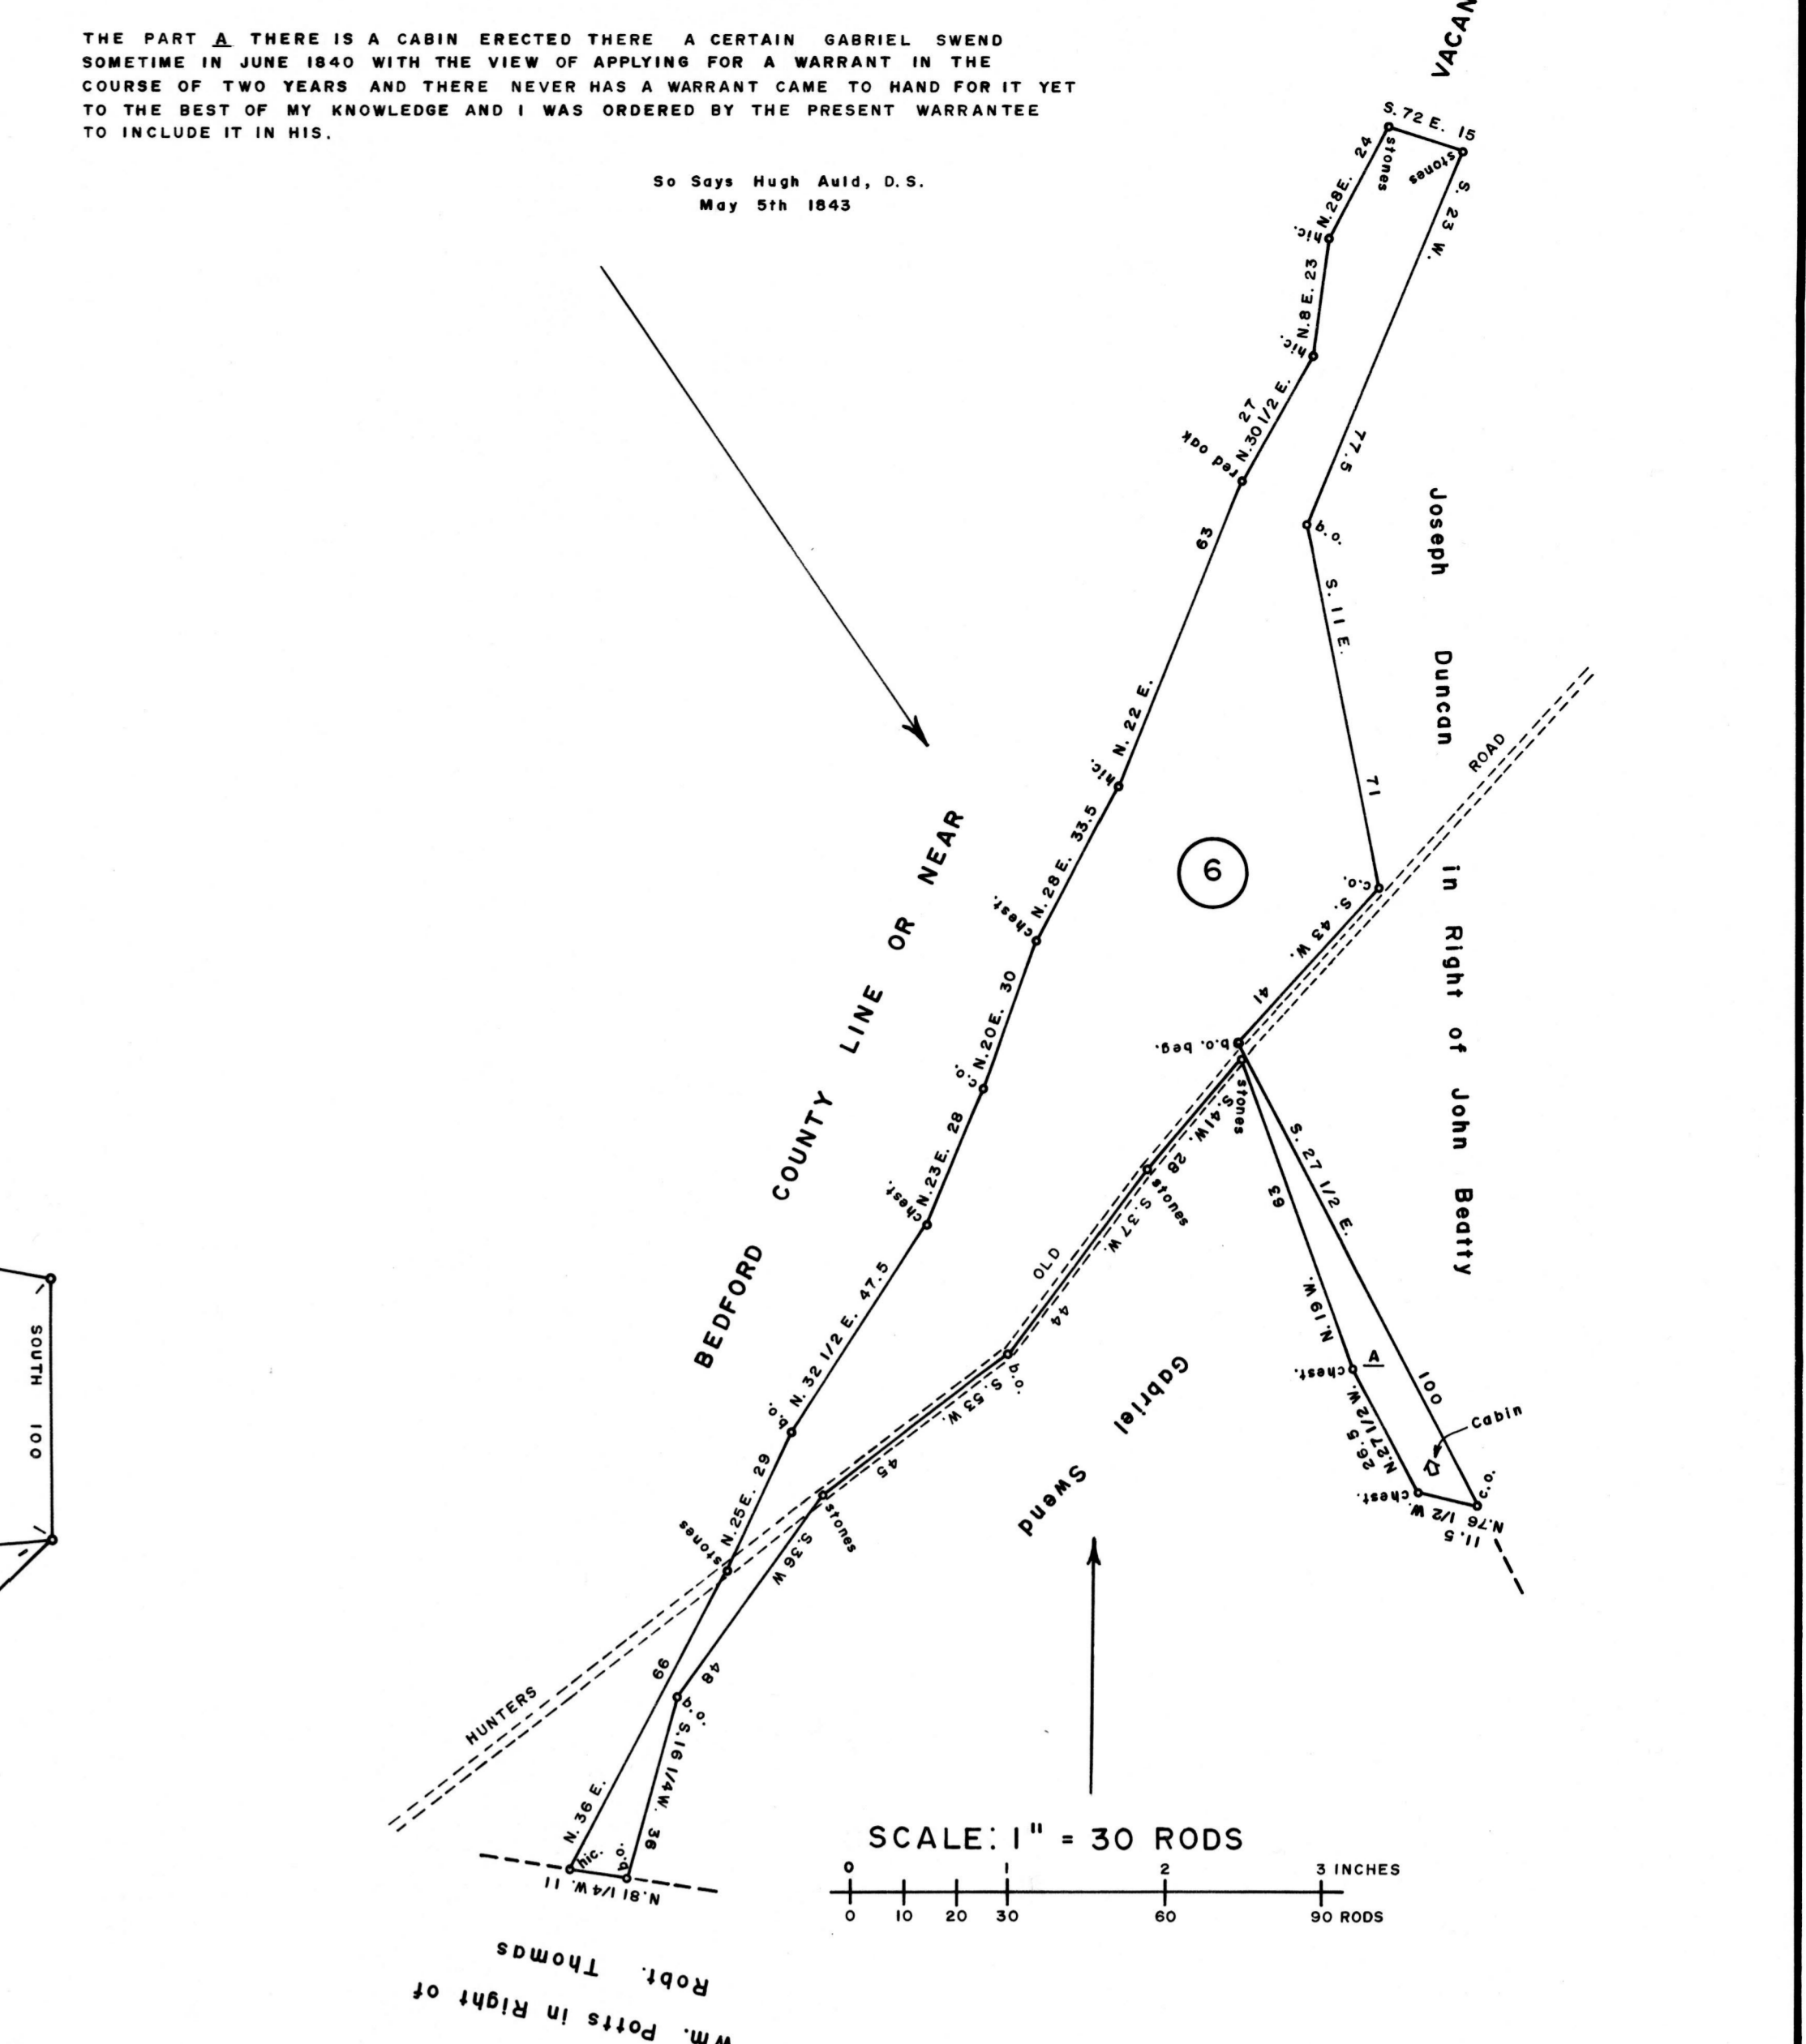 THE PART A THERE IS A CABIN ERECTED THERE A CERTAIN GABRIEL SWEND
SOMETIME IN JUNE 1840 WITH THE VIEW OF APPLYING FOR A WARRANT IN THE
COURSE OF TWO YEARS AND THERE NEVER HAS A WARRANT CAME TO HAND FOR IT YET
TO THE BEST OF MY KNOWLEDGE AND I WAS ORDERED BY THE PRESENT WARRANTEE
TO INCLUDE IT IN HIS.
So Says Hugh Auld, D.S.
May 5th 1843
S. 72 E. 15
stones
stones
N. 28 E. 24
hic.
N. 8 E. 23
hic.
27
N. 30 1/2 E.
red oak
63
N. 22 E.
hic.
N. 28 E. 33.5
chest.
N. 20 E. 30
c.o.
N. 23 E. 28
chest.
N. 32 1/2 E. 47.5
b.o.
N. 25 E. 29
stones
66
N. 36 E.
hic.
S. 23 W.
77.5
b.o.
S. 11 E.
71
c.o.
S. 43 W.
41
b.o. beg.
stones
S. 41 W. 28
stones
S. 37 W.
44
b.o.
S. 53 W.
45
stones
S. 36 W
48
b.o.
S. 16 1/4 W. 36
b.o.
N. 81 1/4 W. 11
S. 27 1/2 E.
100
63
N. 19 W.
A
chest.
N. 27 1/2 W.
26.5
chest.
Cabin
c.o.
N. 76 1/2 W
11.5
6
BEDFORD COUNTY LINE OR NEAR
HUNTERS
OLD
ROAD
Joseph Duncan in Right of John Beatty
Gabriel
Swend
SOUTH 100
SCALE: 1" = 30 RODS
0 1 2 3 INCHES
0 10 20 30 60 90 RODS
Wm. Potts in Right of
Robt. Thomas